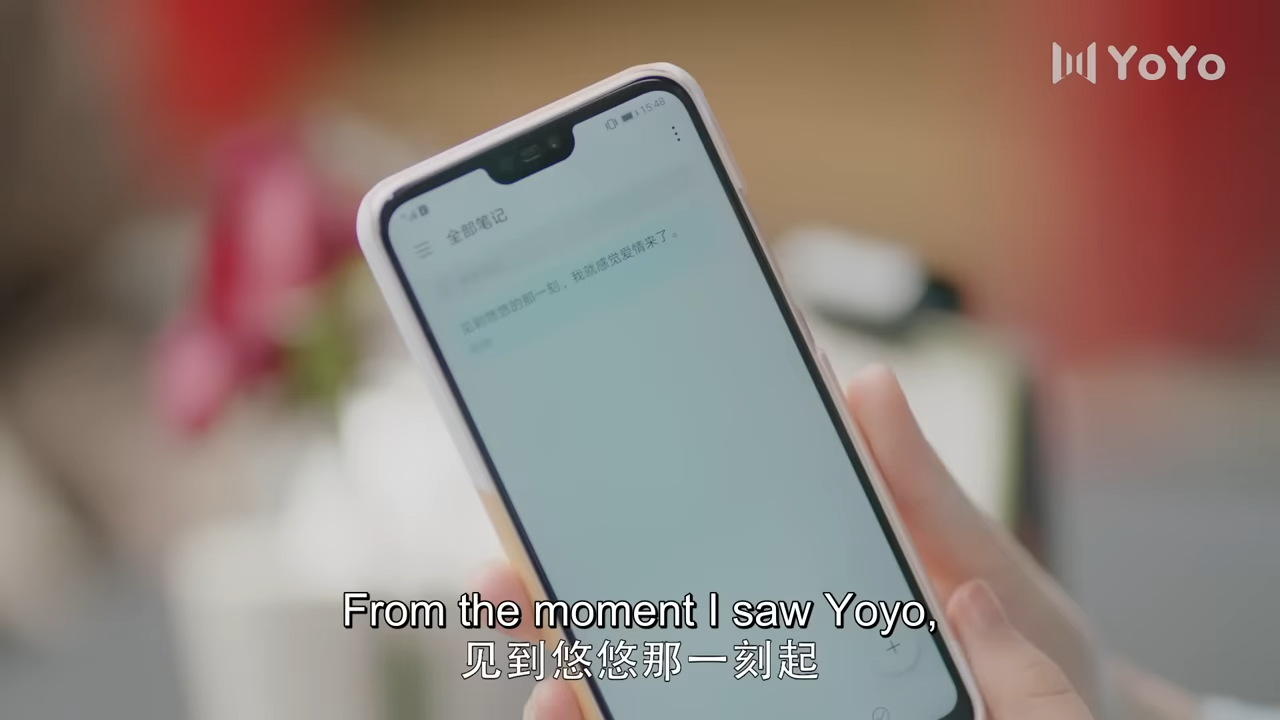 YoYo
15:48
全部笔记
见到悠悠的那一刻，我就感觉爱情来了。
From the moment I saw Yoyo,
见到悠悠那一刻起